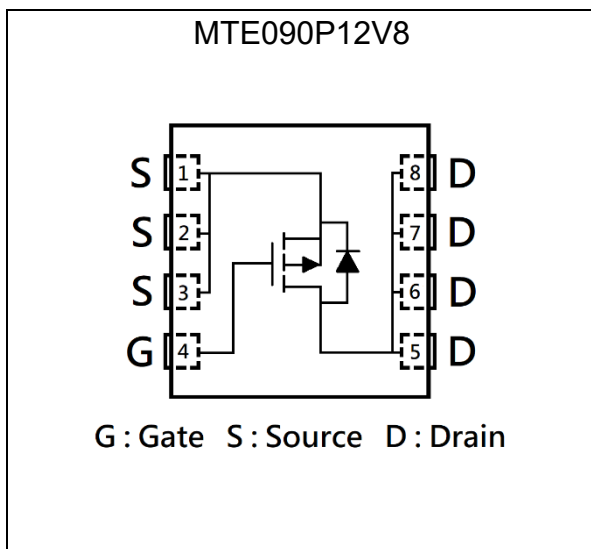 MTE090P12V8
S 1 8 D
S 2 7 D
S 3 6 D
G 4 5 D
G : Gate S : Source D : Drain